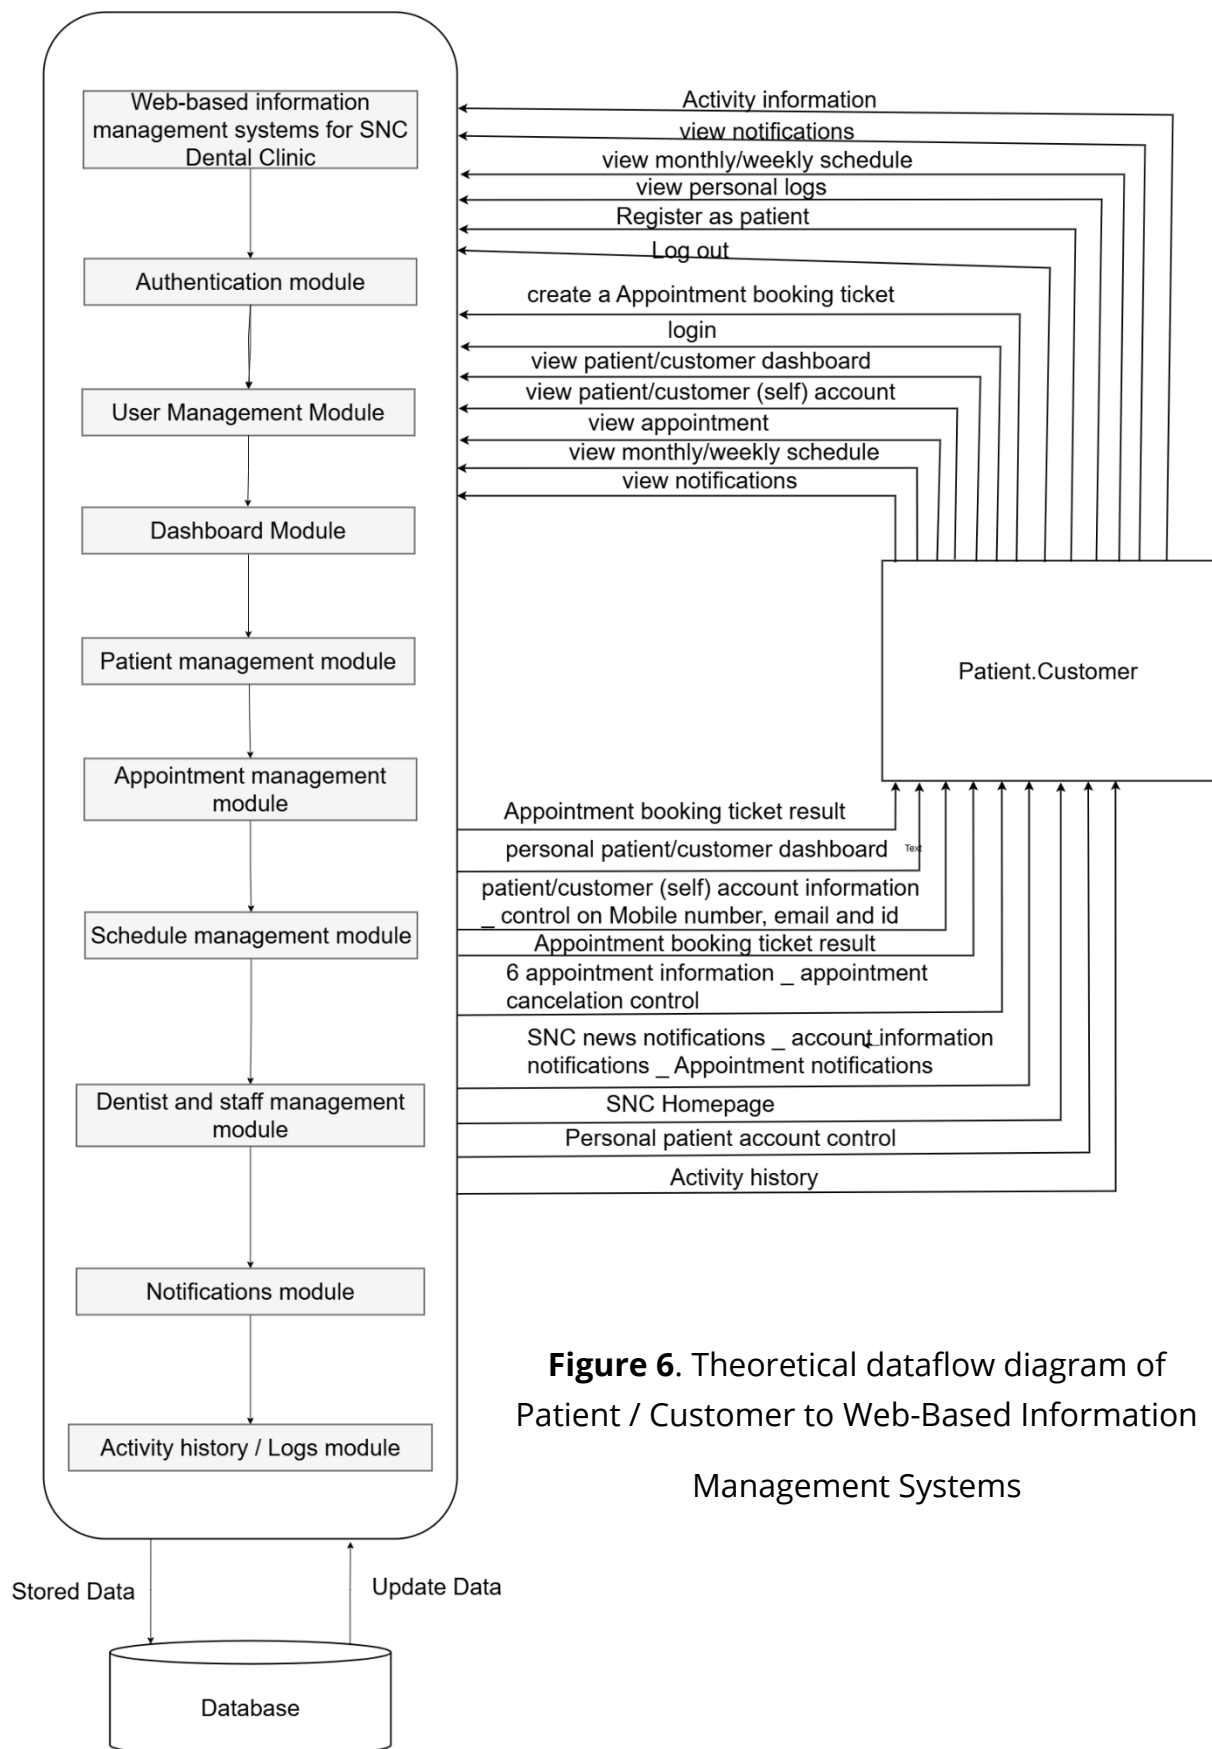 Web-based information
management systems for SNC
Dental Clinic
Authentication module
User Management Module
Dashboard Module
Patient management module
Appointment management
module
Schedule management module
Dentist and staff management
module
Notifications module
Activity history / Logs module
Stored Data
Update Data
Database
Activity information
view notifications
view monthly/weekly schedule
view personal logs
Register as patient
Log out
create a Appointment booking ticket
login
view patient/customer dashboard
view patient/customer (self) account
view appointment
view monthly/weekly schedule
view notifications
Patient.Customer
Appointment booking ticket result
personal patient/customer dashboard
Text
patient/customer (self) account information
_ control on Mobile number, email and id
Appointment booking ticket result
6 appointment information _ appointment
cancelation control
SNC news notifications _ account information
notifications _ Appointment notifications
SNC Homepage
Personal patient account control
Activity history
Figure 6. Theoretical dataflow diagram of
Patient / Customer to Web-Based Information
Management Systems